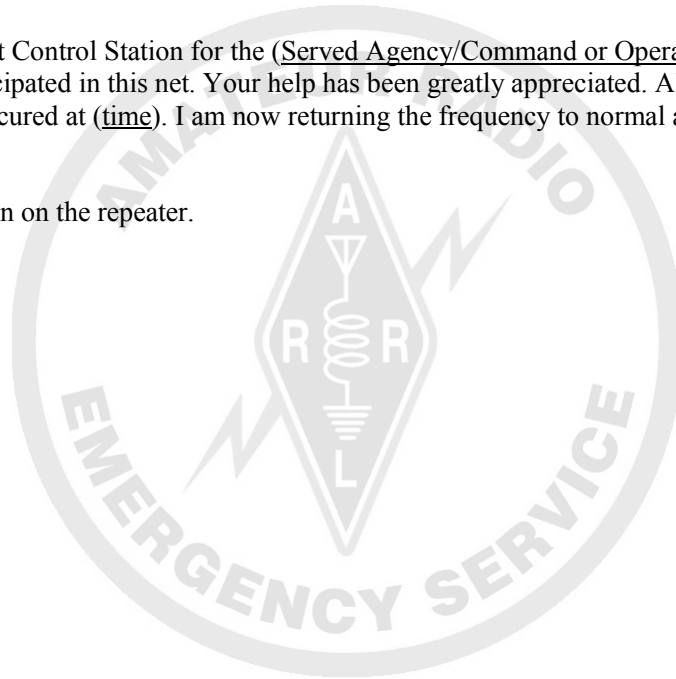 t Control Station for the (Served Agency/Command or Opera
cipated in this net. Your help has been greatly appreciated. A
cured at (time). I am now returning the frequency to normal a
n on the repeater.
AMATEUR RADIO
A
R R
L
EMERGENCY SERVICE